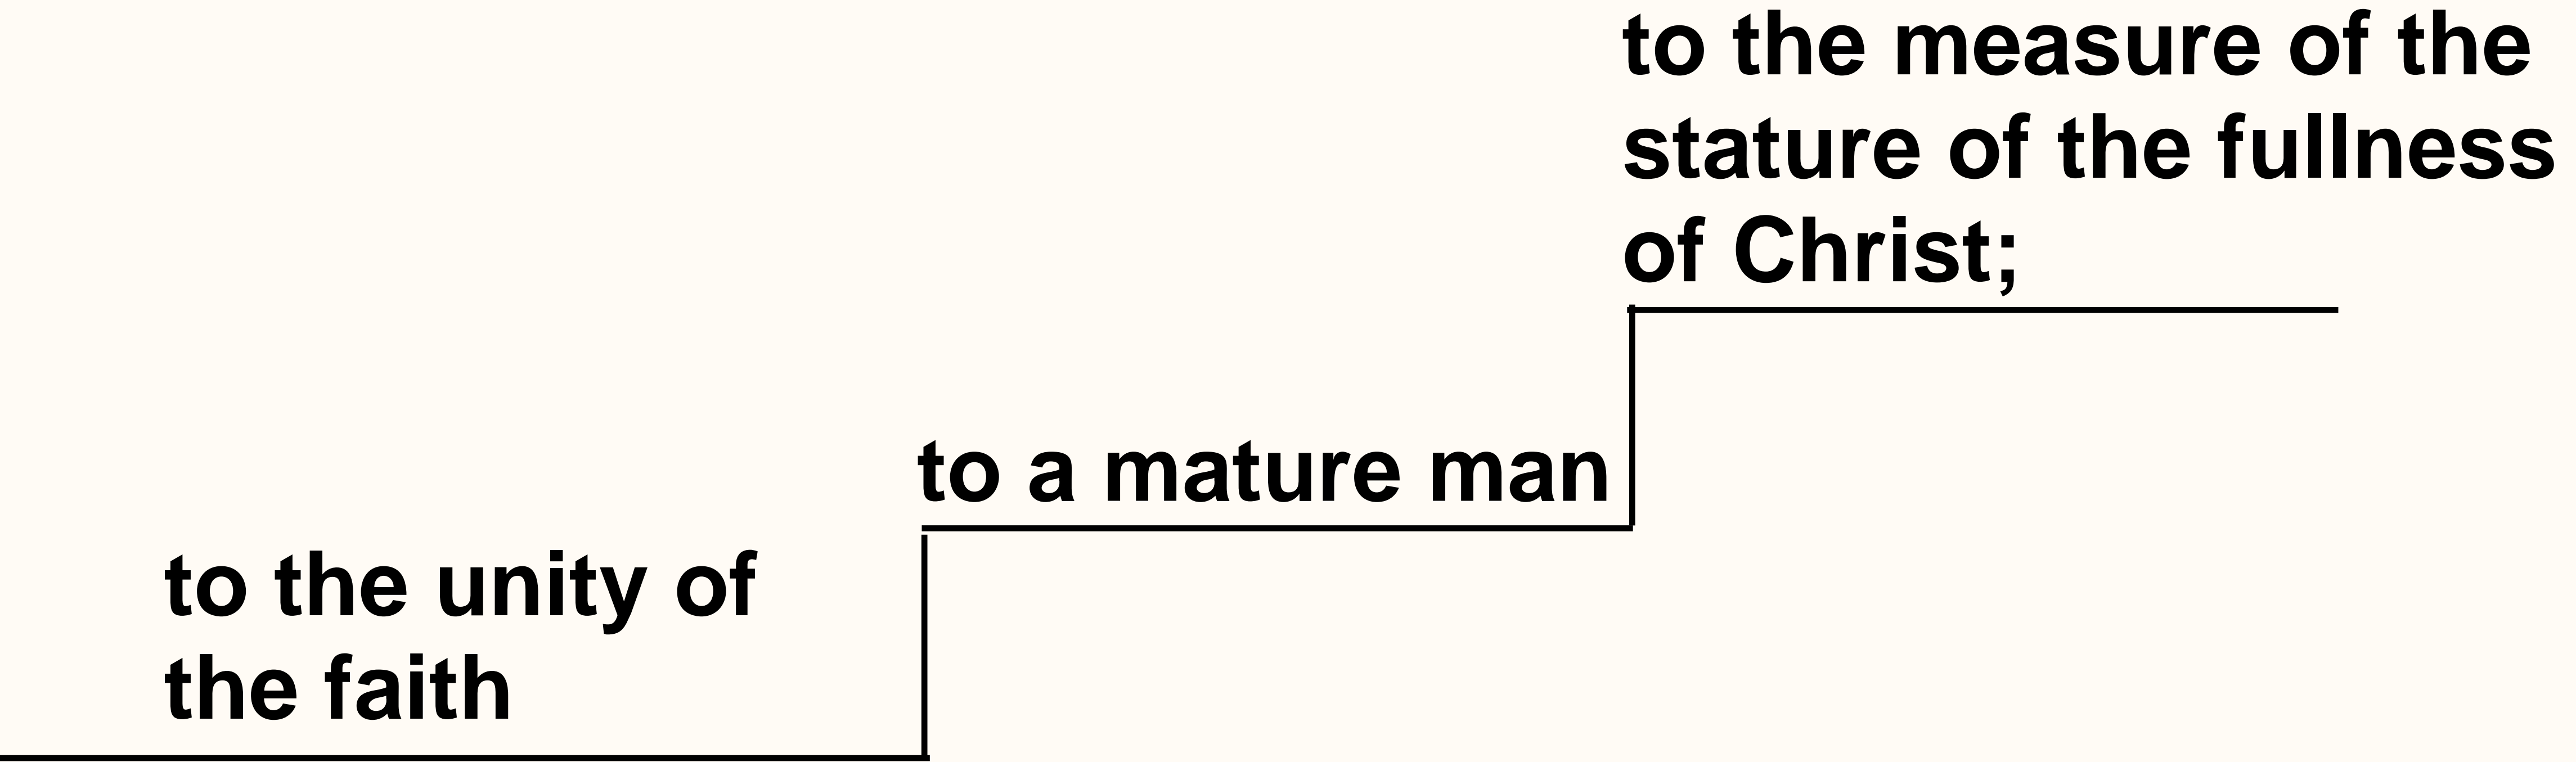 to the measure of the
stature of the fullness
of Christ;
to a mature man
to the unity of
the faith